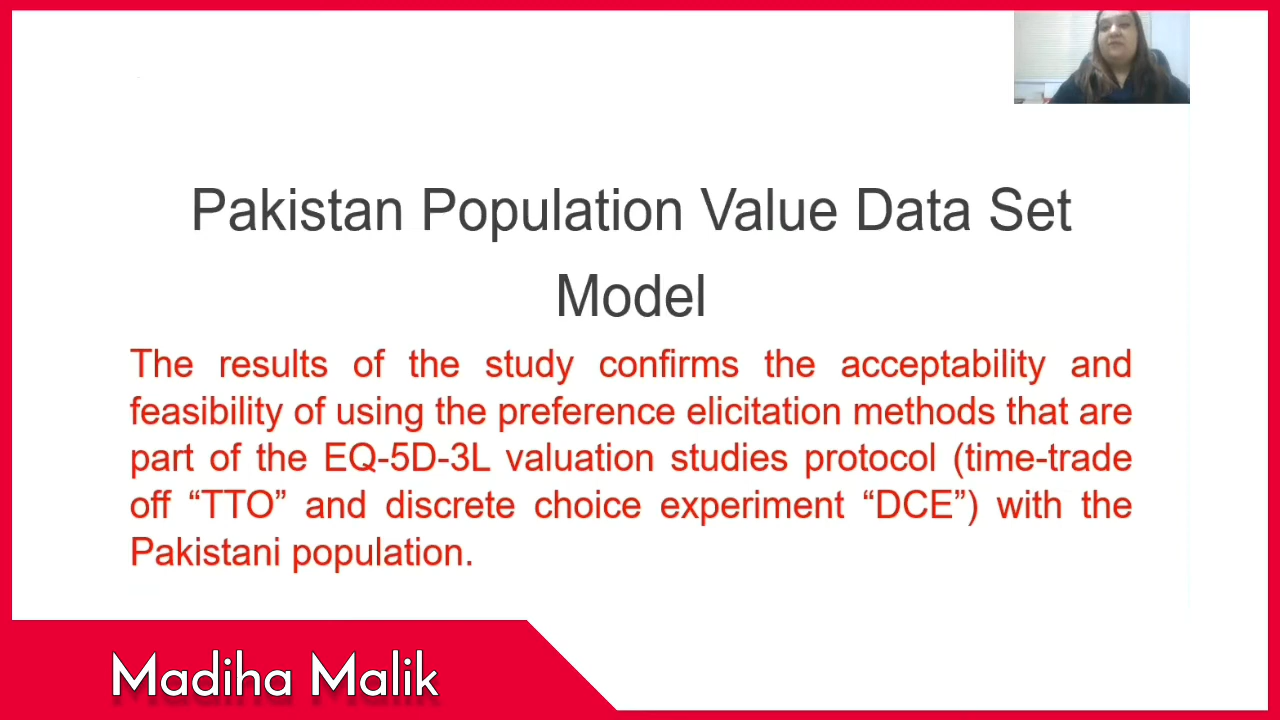 Pakistan Population Value Data Set
Model
The results of the study confirms the acceptability and
feasibility of using the preference elicitation methods that are
part of the EQ-5D-3L valuation studies protocol (time-trade
off “TTO” and discrete choice experiment “DCE”) with the
Pakistani population.
Madiha Malik